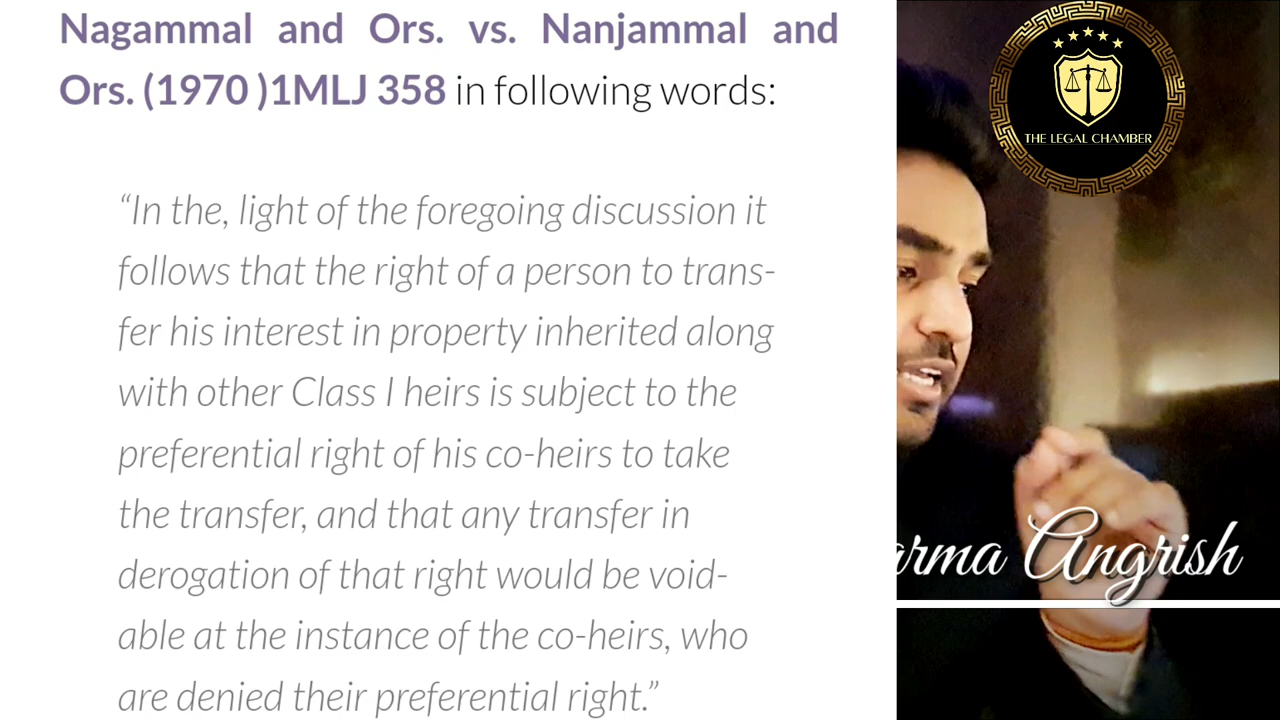 Nagammal and Ors. vs. Nanjammal and
Ors. (1970 )1MLJ 358 in following words:
“In the, light of the foregoing discussion it
follows that the right of a person to trans-
fer his interest in property inherited along
with other Class I heirs is subject to the
preferential right of his co-heirs to take
the transfer, and that any transfer in
derogation of that right would be void-
able at the instance of the co-heirs, who
are denied their preferential right.”
THE LEGAL CHAMBER
arma Angrish